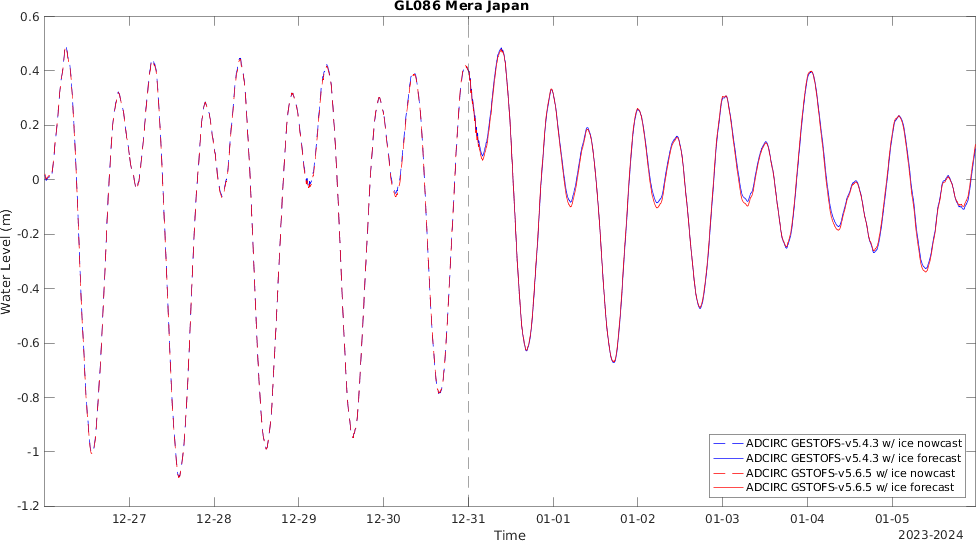 GL086 Mera Japan
0.6
0.4
0.2
0
-0.2
-0.4
-0.6
-0.8
-1
-1.2
Water Level (m)
12-27 12-28 12-29 12-30 12-31 01-01 01-02 01-03 01-04 01-05
Time
2023-2024
ADCIRC GESTOFS-v5.4.3 w/ ice nowcast
ADCIRC GESTOFS-v5.4.3 w/ ice forecast
ADCIRC GSTOFS-v5.6.5 w/ ice nowcast
ADCIRC GSTOFS-v5.6.5 w/ ice forecast